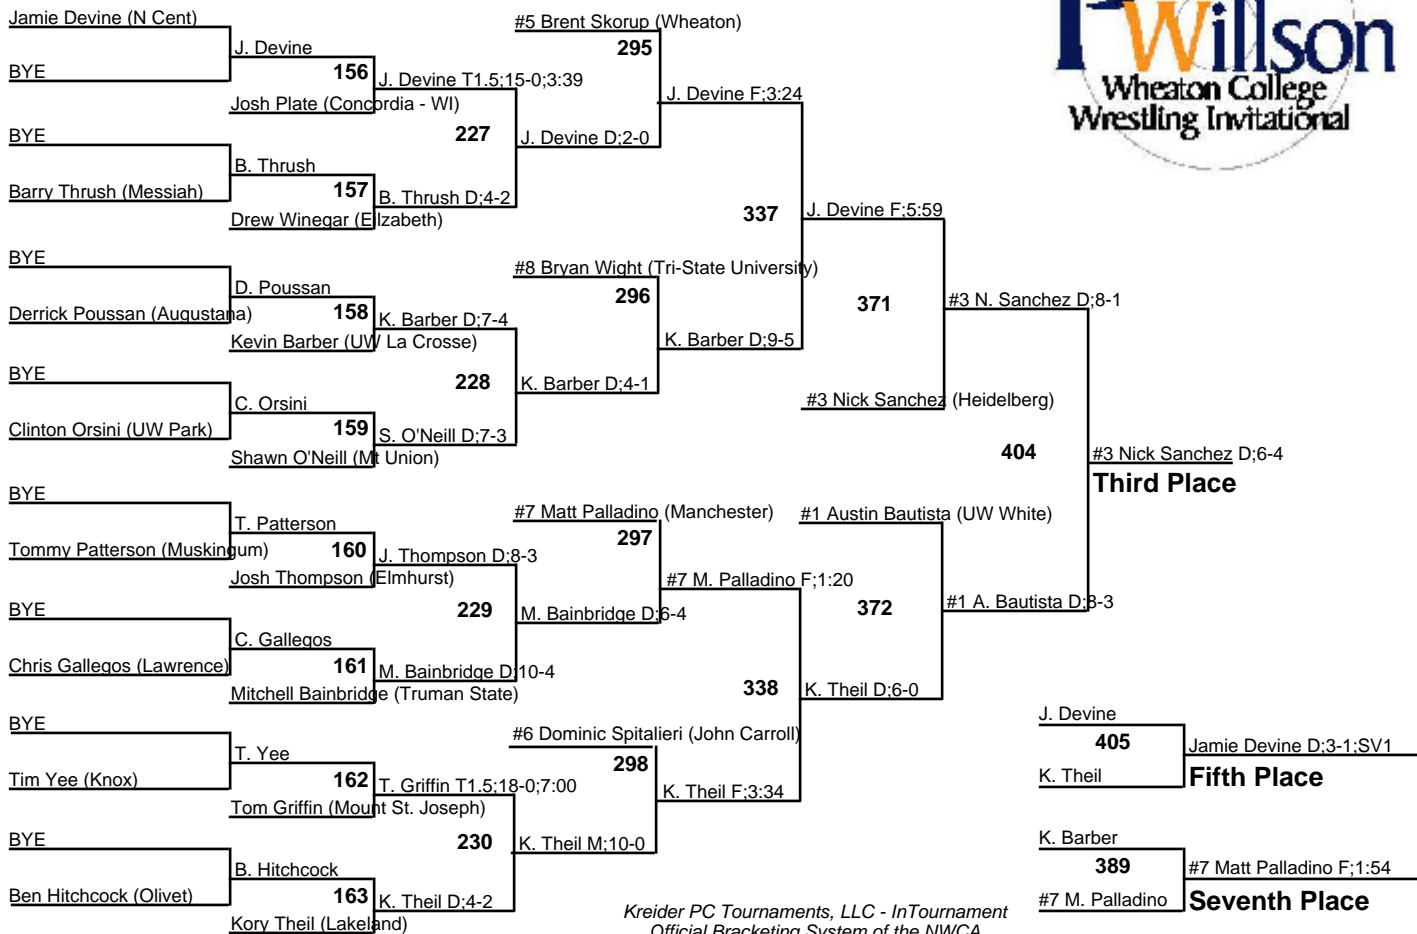 Jamie Devine (N Cent)
BYE
BYE
Barry Thrush (Messiah)
BYE
Derrick Poussan (Augustana)
BYE
Clinton Orsini (UW Park)
BYE
Tommy Patterson (Muskingum)
BYE
Chris Gallegos (Lawrence)
BYE
Tim Yee (Knox)
BYE
Ben Hitchcock (Olivet)
J. Devine
156
Josh Plate (Concordia - WI)
B. Thrush
157
Drew Winegar (Elizabeth)
D. Poussan
158
Kevin Barber (UW La Crosse)
C. Orsini
159
Shawn O'Neill (Mt Union)
T. Patterson
160
Josh Thompson (Elmhurst)
C. Gallegos
161
Mitchell Bainbridge (Truman State)
T. Yee
162
Tom Griffin (Mount St. Joseph)
B. Hitchcock
163
Kory Theil (Lakeland)
J. Devine T1.5;15-0;3:39
227
B. Thrush D;4-2
K. Barber D;7-4
228
S. O'Neill D;7-3
J. Thompson D;8-3
229
M. Bainbridge D;10-4
T. Griffin T1.5;18-0;7:00
230
K. Theil D;4-2
#5 Brent Skorup (Wheaton)
295
J. Devine D;2-0
#8 Bryan Wight (Tri-State University)
296
K. Barber D;4-1
#7 Matt Palladino (Manchester)
297
M. Bainbridge D;6-4
#6 Dominic Spitalieri (John Carroll)
298
K. Theil M;10-0
J. Devine F;3:24
337
K. Barber D;9-5
#7 M. Palladino F;1:20
338
K. Theil F;3:34
J. Devine F;5:59
371
#3 Nick Sanchez (Heidelberg)
#1 Austin Bautista (UW White)
372
K. Theil D;6-0
#3 N. Sanchez D;8-1
404
#1 A. Bautista D;8-3
#3 Nick Sanchez D;6-4
Third Place
J. Devine
405
K. Theil
Jamie Devine D;3-1;SV1
Fifth Place
K. Barber
389
#7 M. Palladino
#7 Matt Palladino F;1:54
Seventh Place
Willson
Wheaton College
Wrestling Invitational
Kreider PC Tournaments, LLC - InTournament
Official Bracketing System of the NWCA